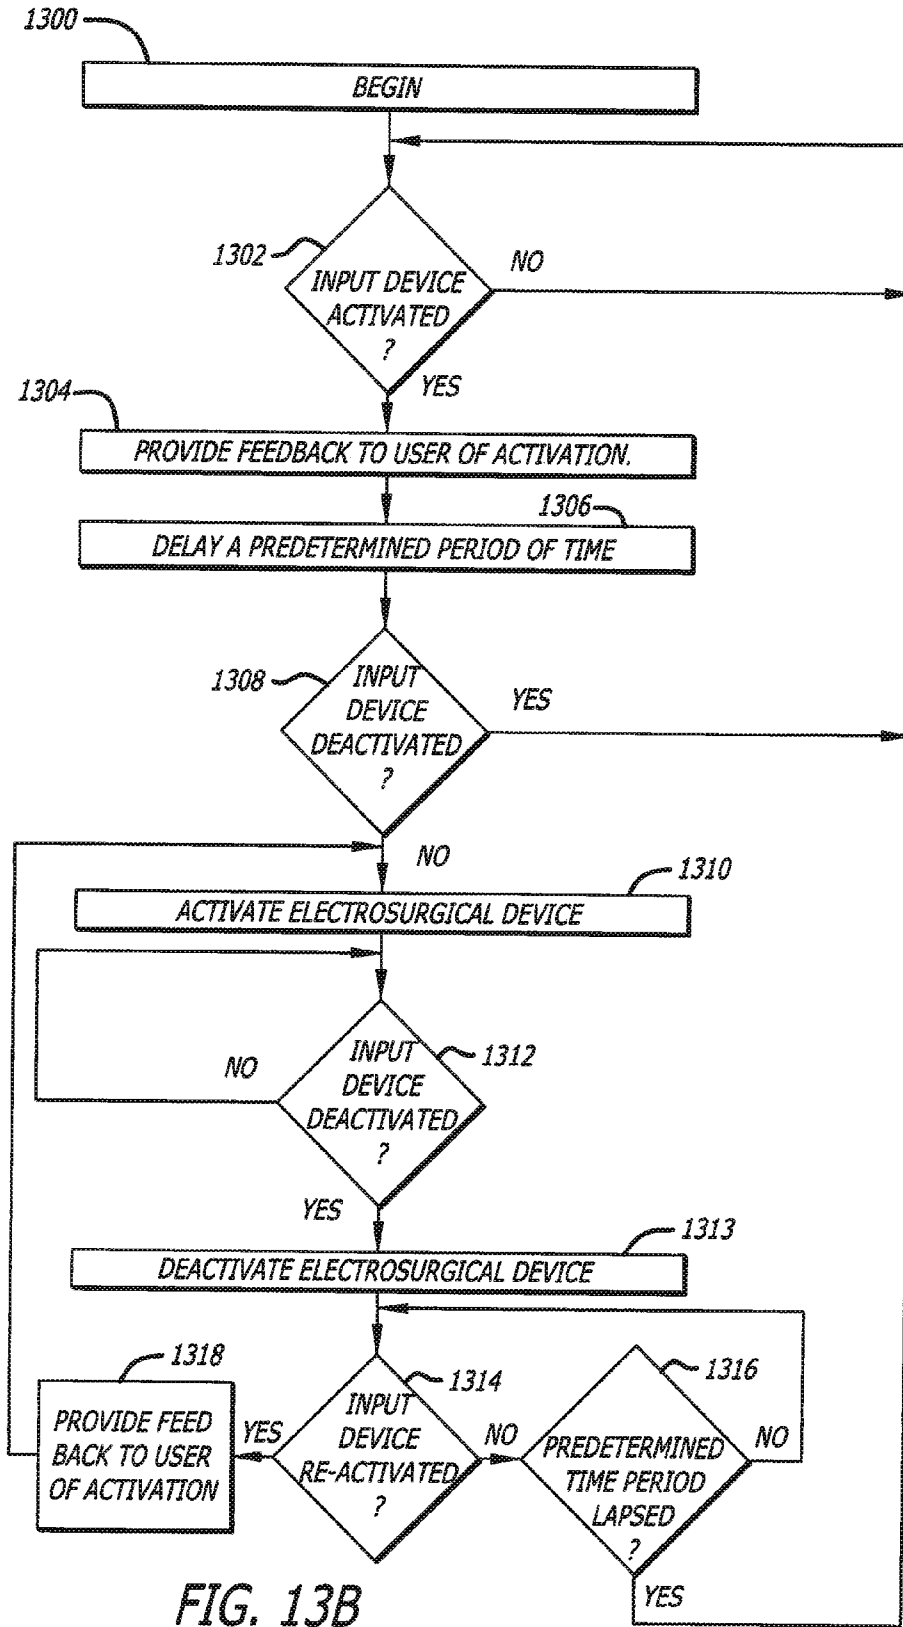 1300
BEGIN
1302
INPUT DEVICE
ACTIVATED
?
NO
YES
1304
PROVIDE FEEDBACK TO USER OF ACTIVATION.
1306
DELAY A PREDETERMINED PERIOD OF TIME
1308
INPUT
DEVICE
DEACTIVATED
?
YES
NO
1310
ACTIVATE ELECTROSURGICAL DEVICE
1312
INPUT
DEVICE
DEACTIVATED
?
NO
YES
1313
DEACTIVATE ELECTROSURGICAL DEVICE
1314
INPUT
DEVICE
RE-ACTIVATED
?
YES
NO
1318
PROVIDE FEED
BACK TO USER
OF ACTIVATION
1316
PREDETERMINED
TIME PERIOD
LAPSED
?
NO
YES
FIG. 13B